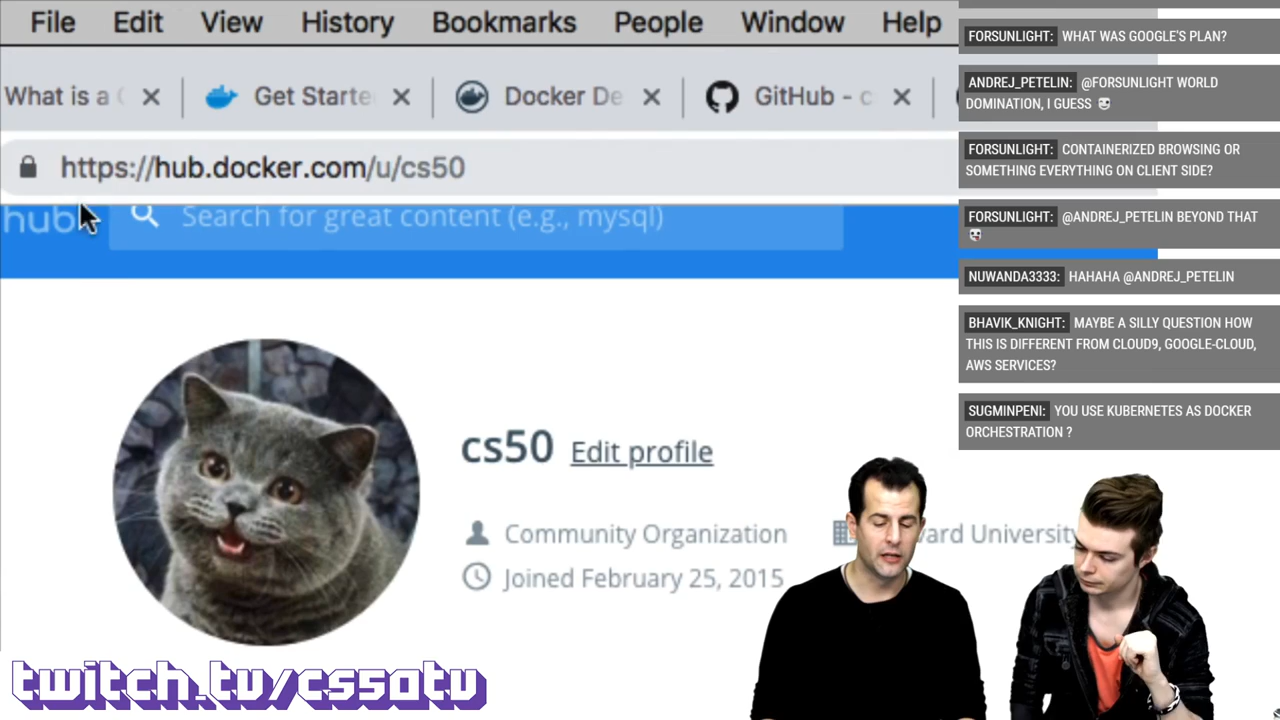 File Edit View History Bookmarks People Window Help
What is a
Get Starte
Docker De
GitHub - c
https://hub.docker.com/u/cs50
hub
Search for great content (e.g., mysql)
cs50 Edit profile
Community Organization
vard University
Joined February 25, 2015
twitch.tv/cs50tv
FORSUNLIGHT: WHAT WAS GOOGLE'S PLAN?
ANDREJ_PETELIN: @FORSUNLIGHT WORLD
DOMINATION, I GUESS
FORSUNLIGHT: CONTAINERIZED BROWSING OR
SOMETHING EVERYTHING ON CLIENT SIDE?
FORSUNLIGHT: @ANDREJ_PETELIN BEYOND THAT
NUWANDA3333: HAHAHA @ANDREJ_PETELIN
BHAVIK_KNIGHT: MAYBE A SILLY QUESTION HOW
THIS IS DIFFERENT FROM CLOUD9, GOOGLE-CLOUD,
AWS SERVICES?
SUGMINPENI: YOU USE KUBERNETES AS DOCKER
ORCHESTRATION ?